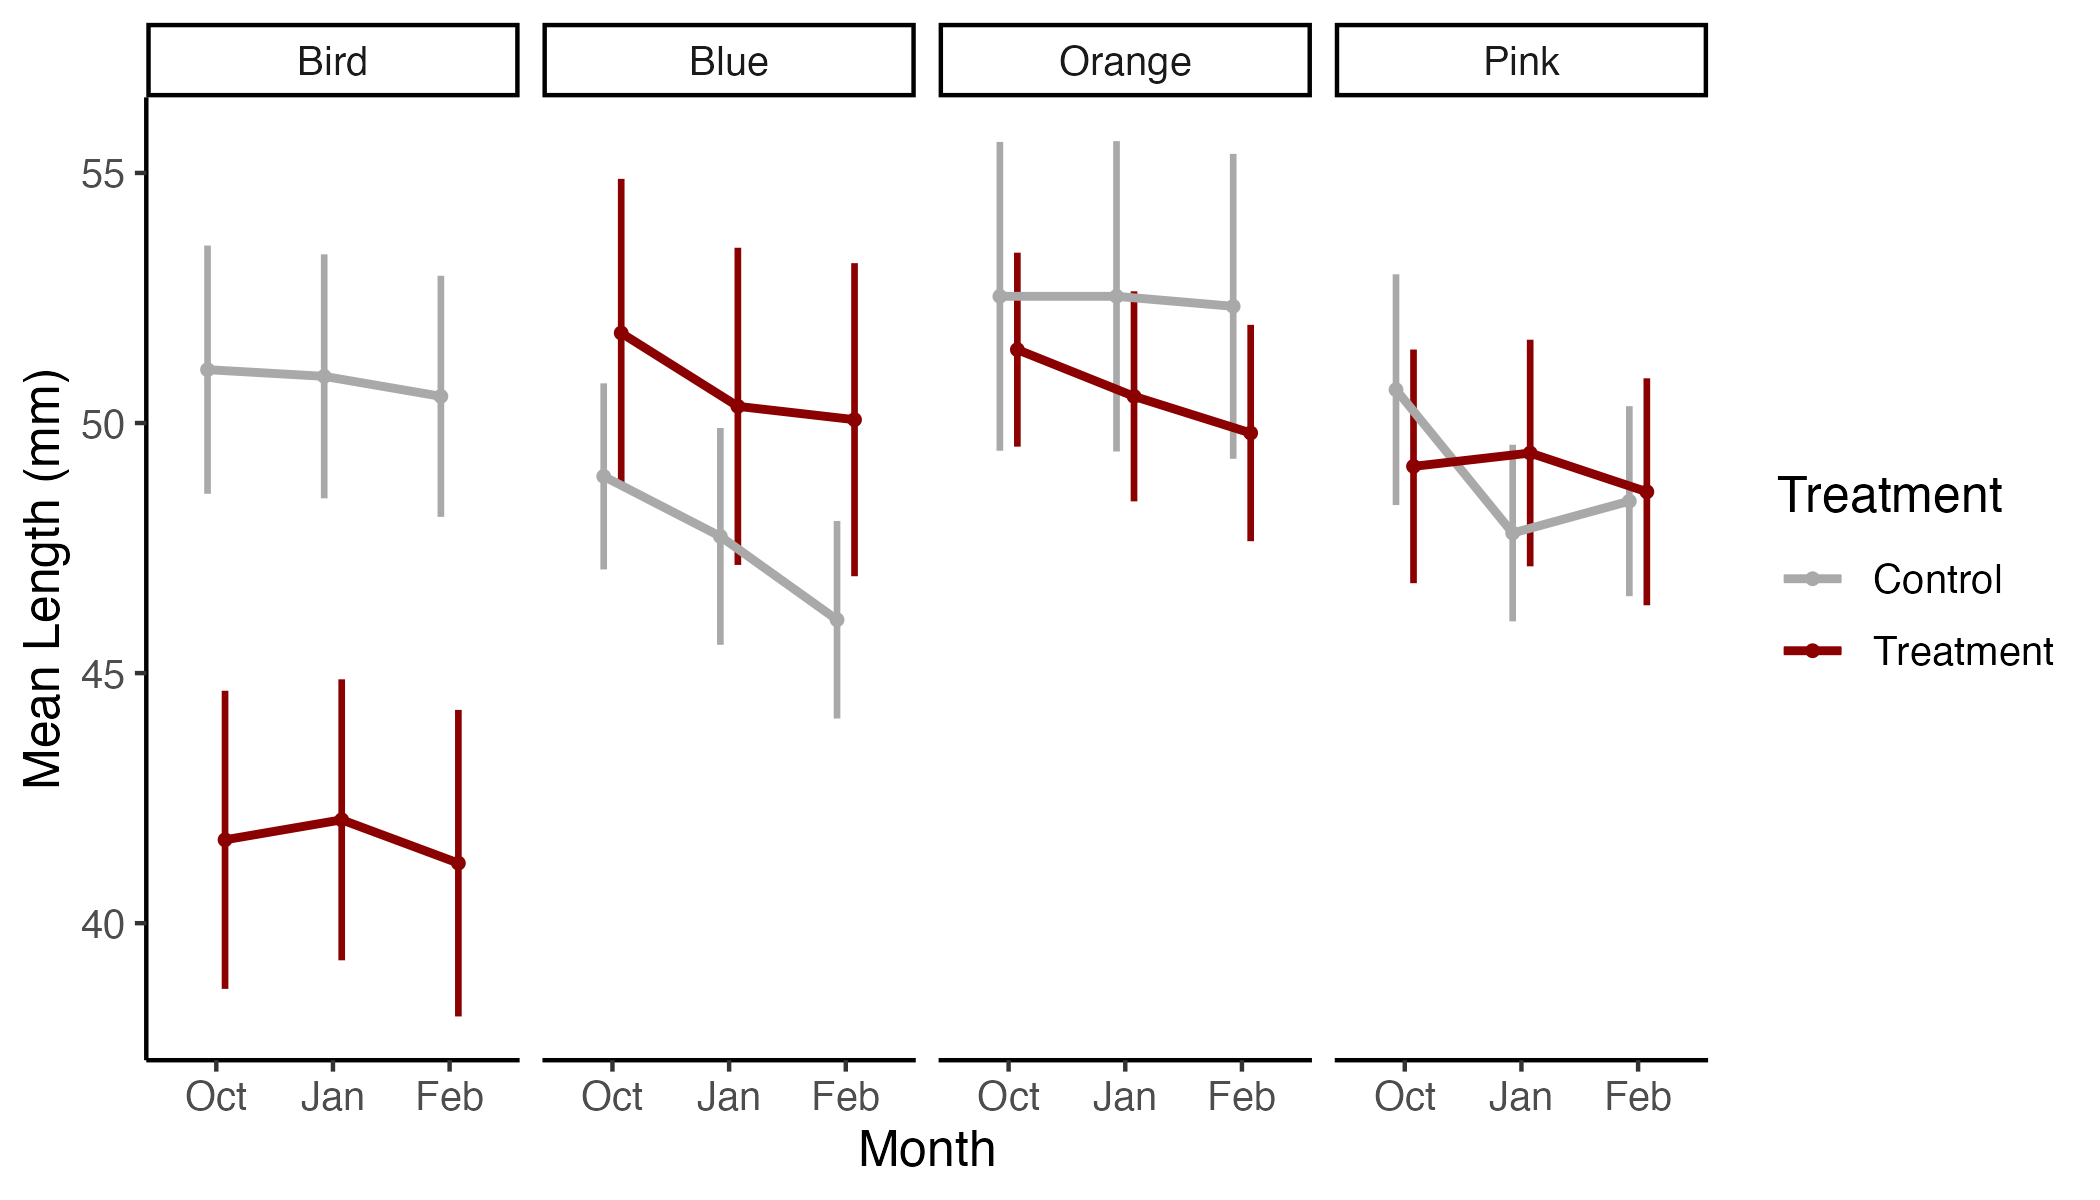 Bird Blue Orange Pink
55
50
45
40
Mean Length (mm)
Oct Jan Feb Oct Jan Feb Oct Jan Feb Oct Jan Feb
Month
Treatment
Control
Treatment